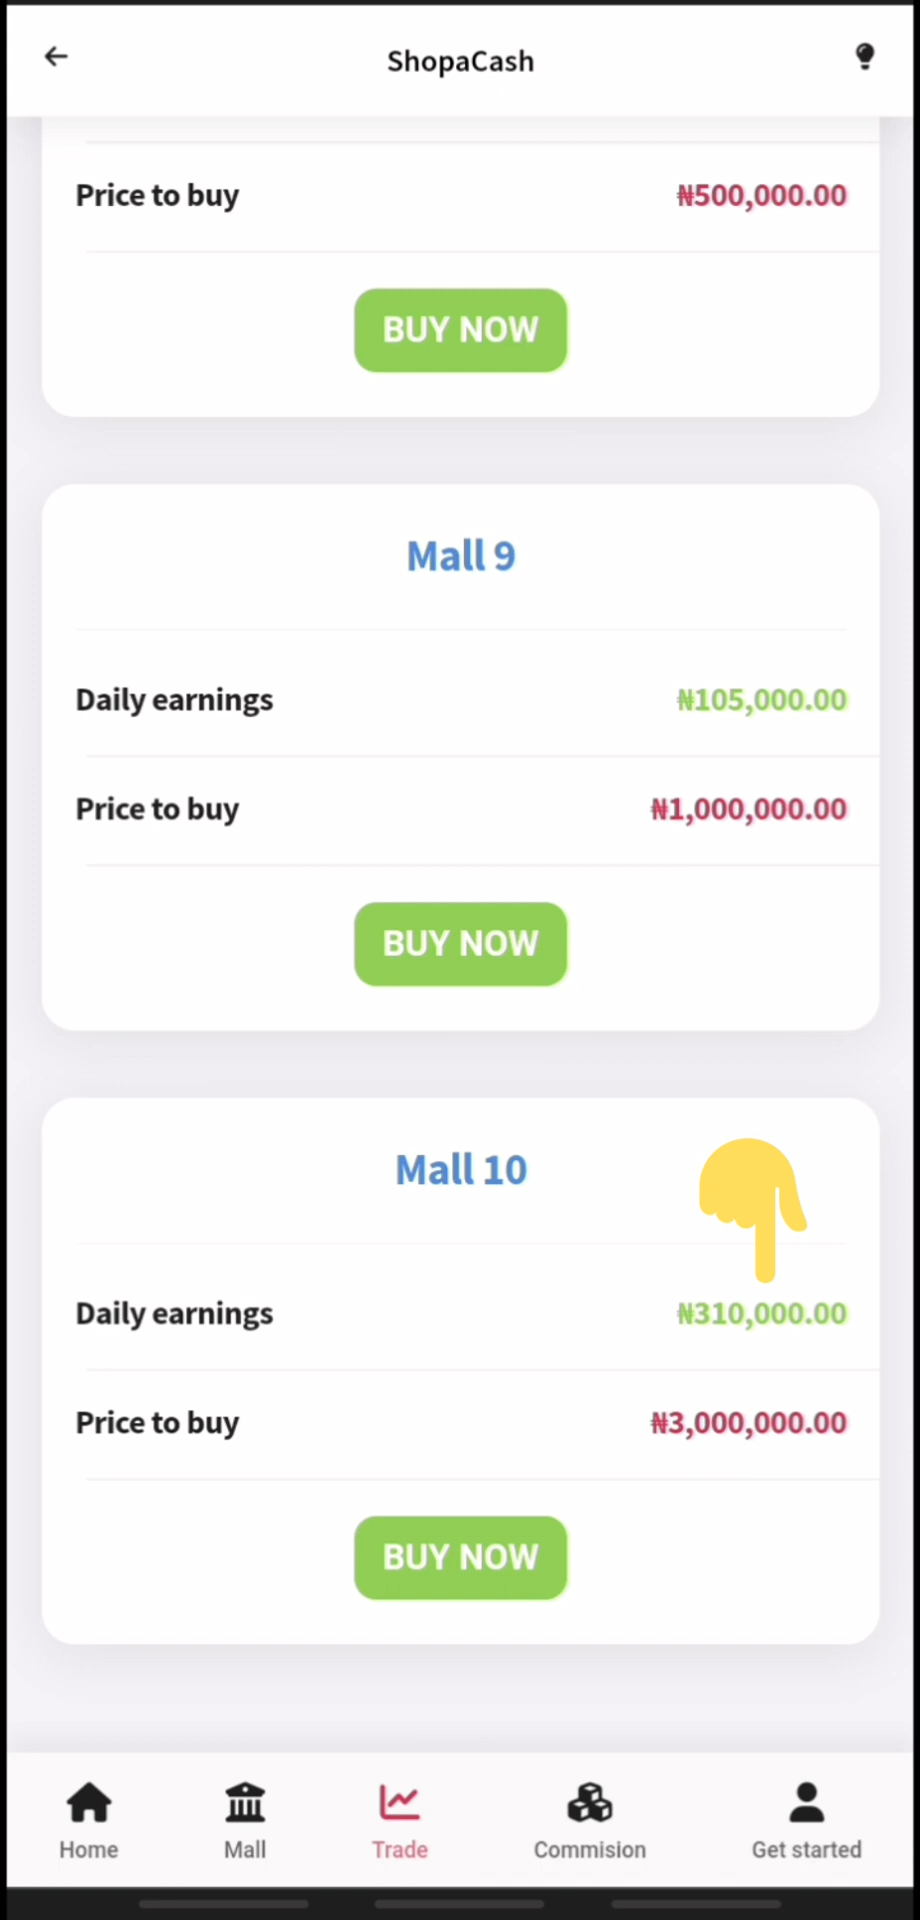 ShopaCash
Price to buy ₦500,000.00
BUY NOW
Mall 9
Daily earnings ₦105,000.00
Price to buy ₦1,000,000.00
BUY NOW
Mall 10
Daily earnings ₦310,000.00
Price to buy ₦3,000,000.00
BUY NOW
Home Mall Trade Commision Get started